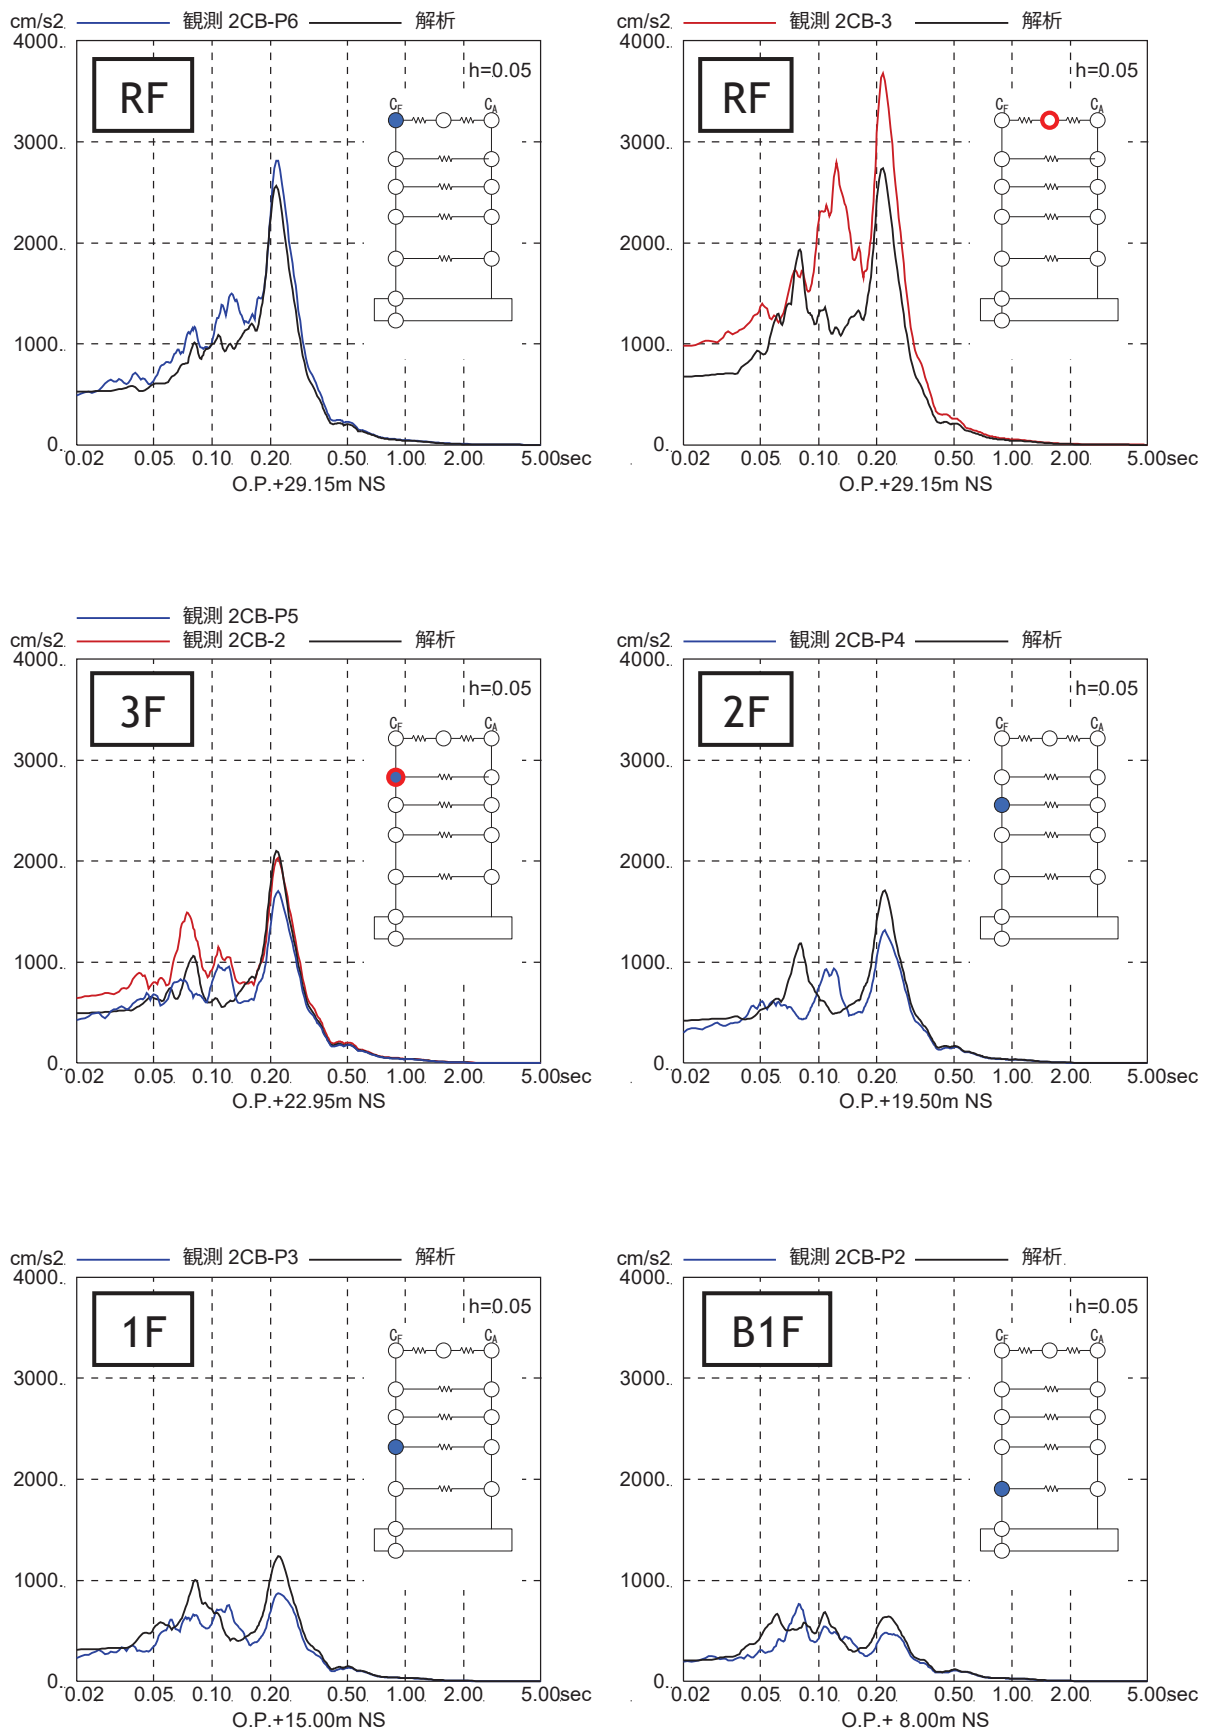 cm/s2 観測 2CB-P6 解析
4000.
RF
h=0.05
CF CA
3000.
2000.
1000.
0.
0.02 0.05 0.10 0.20 0.50 1.00 2.00 5.00sec
O.P.+29.15m NS
cm/s2 観測 2CB-3 解析
4000.
RF
h=0.05
CF CA
3000.
2000.
1000.
0.
0.02 0.05 0.10 0.20 0.50 1.00 2.00 5.00sec
O.P.+29.15m NS
観測 2CB-P5
cm/s2 観測 2CB-2 解析
4000.
3F
h=0.05
CF CA
3000.
2000.
1000.
0.
0.02 0.05 0.10 0.20 0.50 1.00 2.00 5.00sec
O.P.+22.95m NS
cm/s2 観測 2CB-P4 解析
4000.
2F
h=0.05
CF CA
3000.
2000.
1000.
0.
0.02 0.05 0.10 0.20 0.50 1.00 2.00 5.00sec
O.P.+19.50m NS
cm/s2 観測 2CB-P3 解析
4000.
1F
h=0.05
CF CA
3000.
2000.
1000.
0.
0.02 0.05 0.10 0.20 0.50 1.00 2.00 5.00sec
O.P.+15.00m NS
cm/s2 観測 2CB-P2 解析
4000.
B1F
h=0.05
CF CA
3000.
2000.
1000.
0.
0.02 0.05 0.10 0.20 0.50 1.00 2.00 5.00sec
O.P.+ 8.00m NS